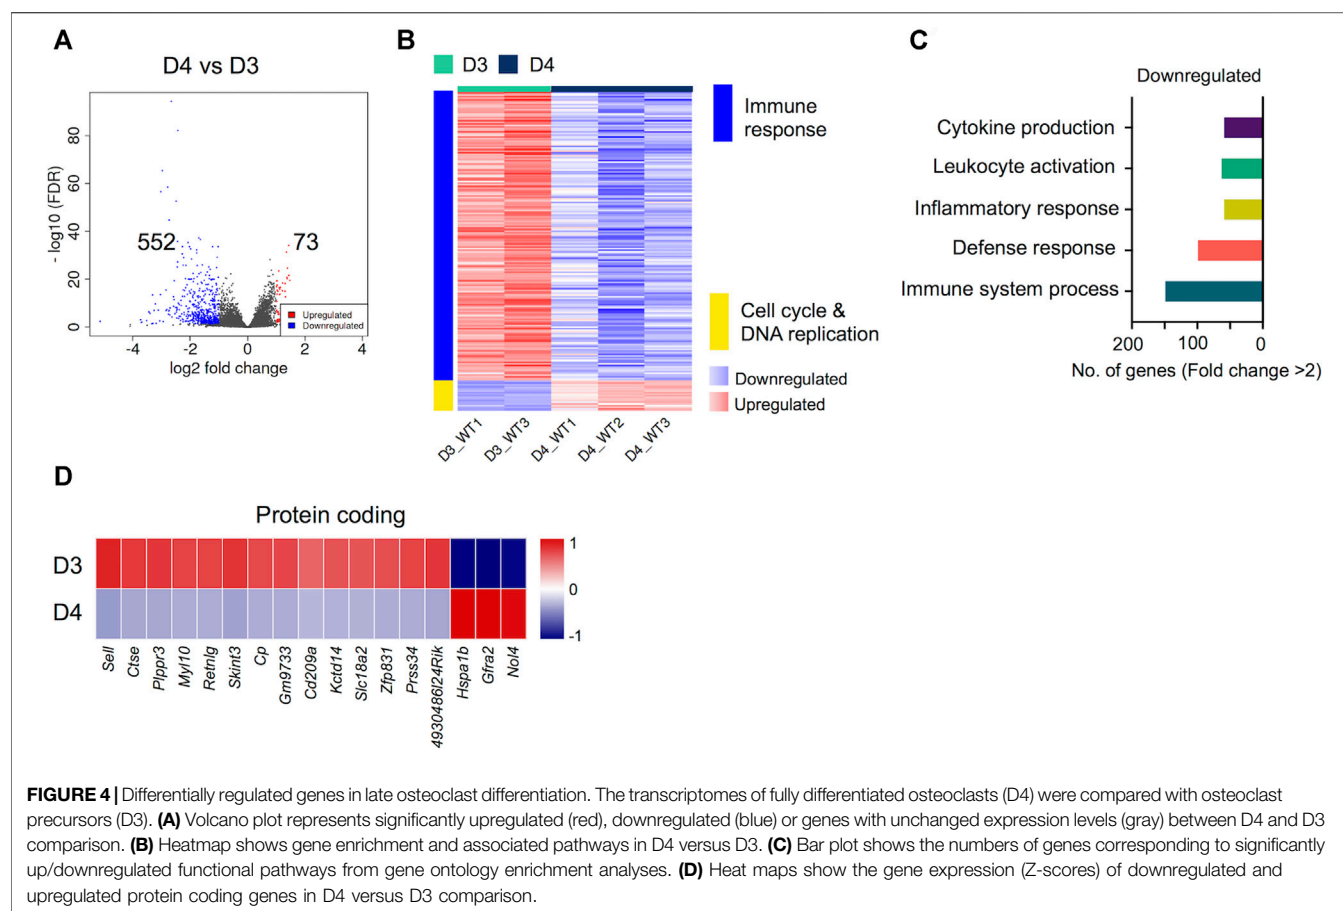 A
D4 vs D3
- log10 (FDR)
80
60
40
20
0
552
73
Upregulated
Downregulated
-4
-2
0
2
4
log2 fold change
B
D3
D4
Immune
response
Cell cycle &
DNA replication
Downregulated
Upregulated
D3_WT1
D3_WT3
D4_WT1
D4_WT2
D4_WT3
C
Downregulated
Cytokine production
Leukocyte activation
Inflammatory response
Defense response
Immune system process
200
100
0
No. of genes (Fold change >2)
D
Protein coding
D3
D4
1
0
-1
Sell
Ctse
Plppr3
Myl10
Retnlg
Skint3
Cp
Gm9733
Cd209a
Kctd14
Slc18a2
Zfp831
Prss34
4930486l24Rik
Hspa1b
Gfra2
Nol4
FIGURE 4 | Differentially regulated genes in late osteoclast differentiation. The transcriptomes of fully differentiated osteoclasts (D4) were compared with osteoclast
precursors (D3). (A) Volcano plot represents significantly upregulated (red), downregulated (blue) or genes with unchanged expression levels (gray) between D4 and D3
comparison. (B) Heatmap shows gene enrichment and associated pathways in D4 versus D3. (C) Bar plot shows the numbers of genes corresponding to significantly
up/downregulated functional pathways from gene ontology enrichment analyses. (D) Heat maps show the gene expression (Z-scores) of downregulated and
upregulated protein coding genes in D4 versus D3 comparison.